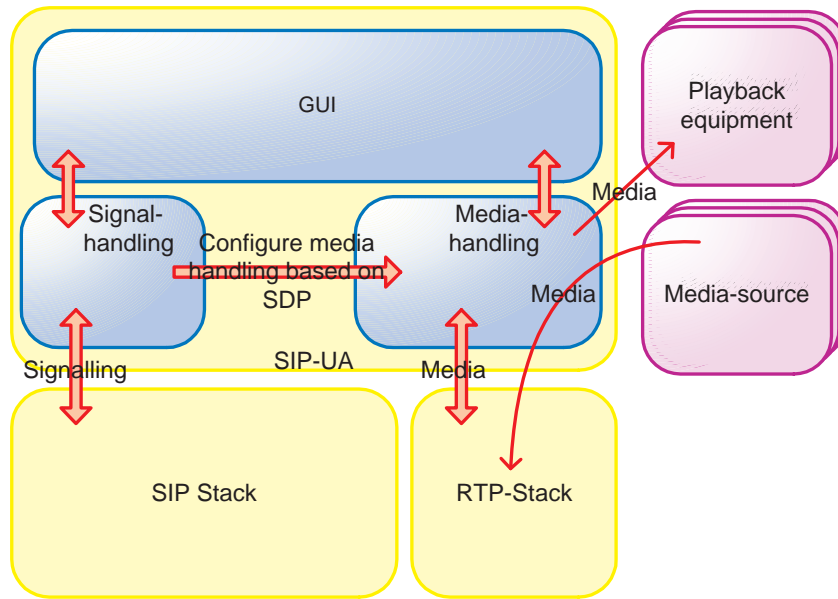 GUI
Playback
equipment
Media
Signal-
handling
Media-
handling
Configure media
handling based on
SDP
Media
Media-source
SIP-UA
Signalling
Media
SIP Stack
RTP-Stack